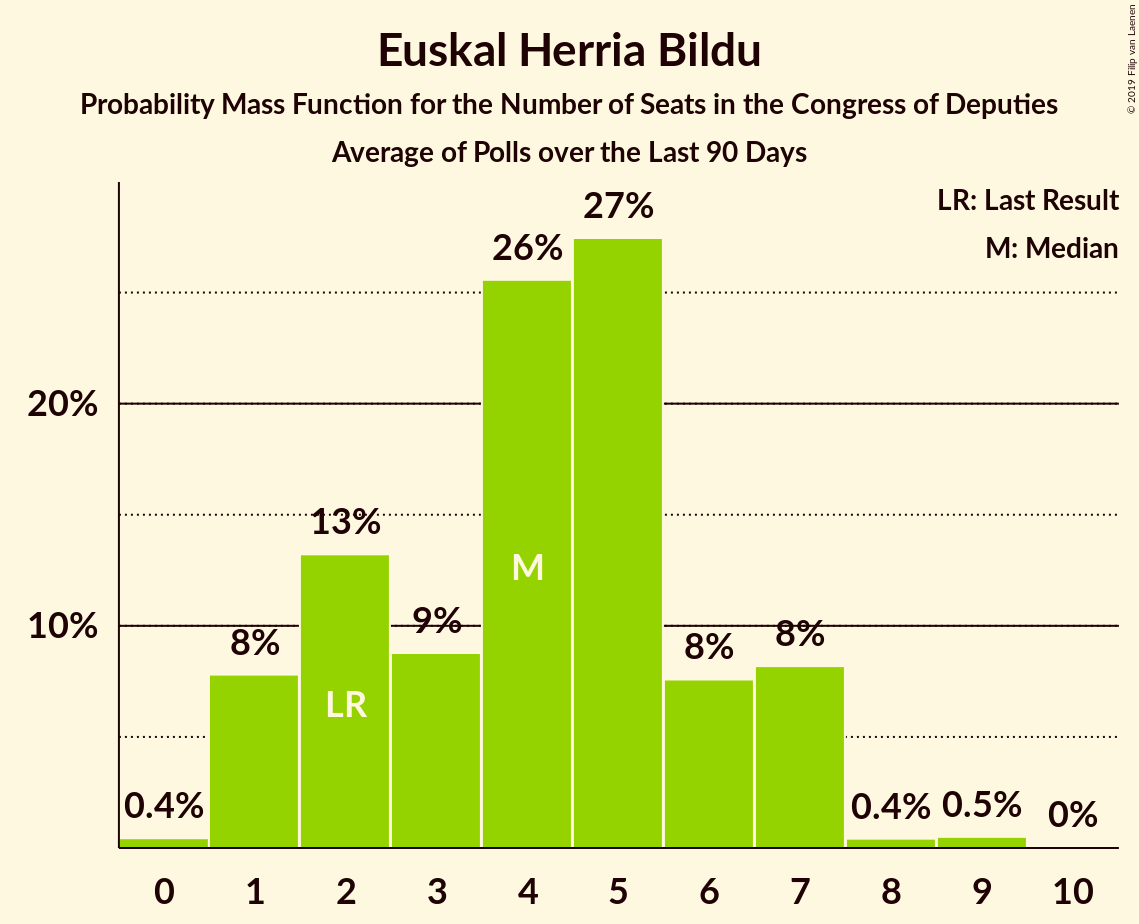 Euskal Herria Bildu
Probability Mass Function for the Number of Seats in the Congress of Deputies
Average of Polls over the Last 90 Days
© 2019 Filip van Laenen
LR: Last Result
M: Median
27%
26%
20%
13%
M
10%
9%
8%
8%
8%
LR
0.4%
0.4%
0.5%
0%
0 1 2 3 4 5 6 7 8 9 10